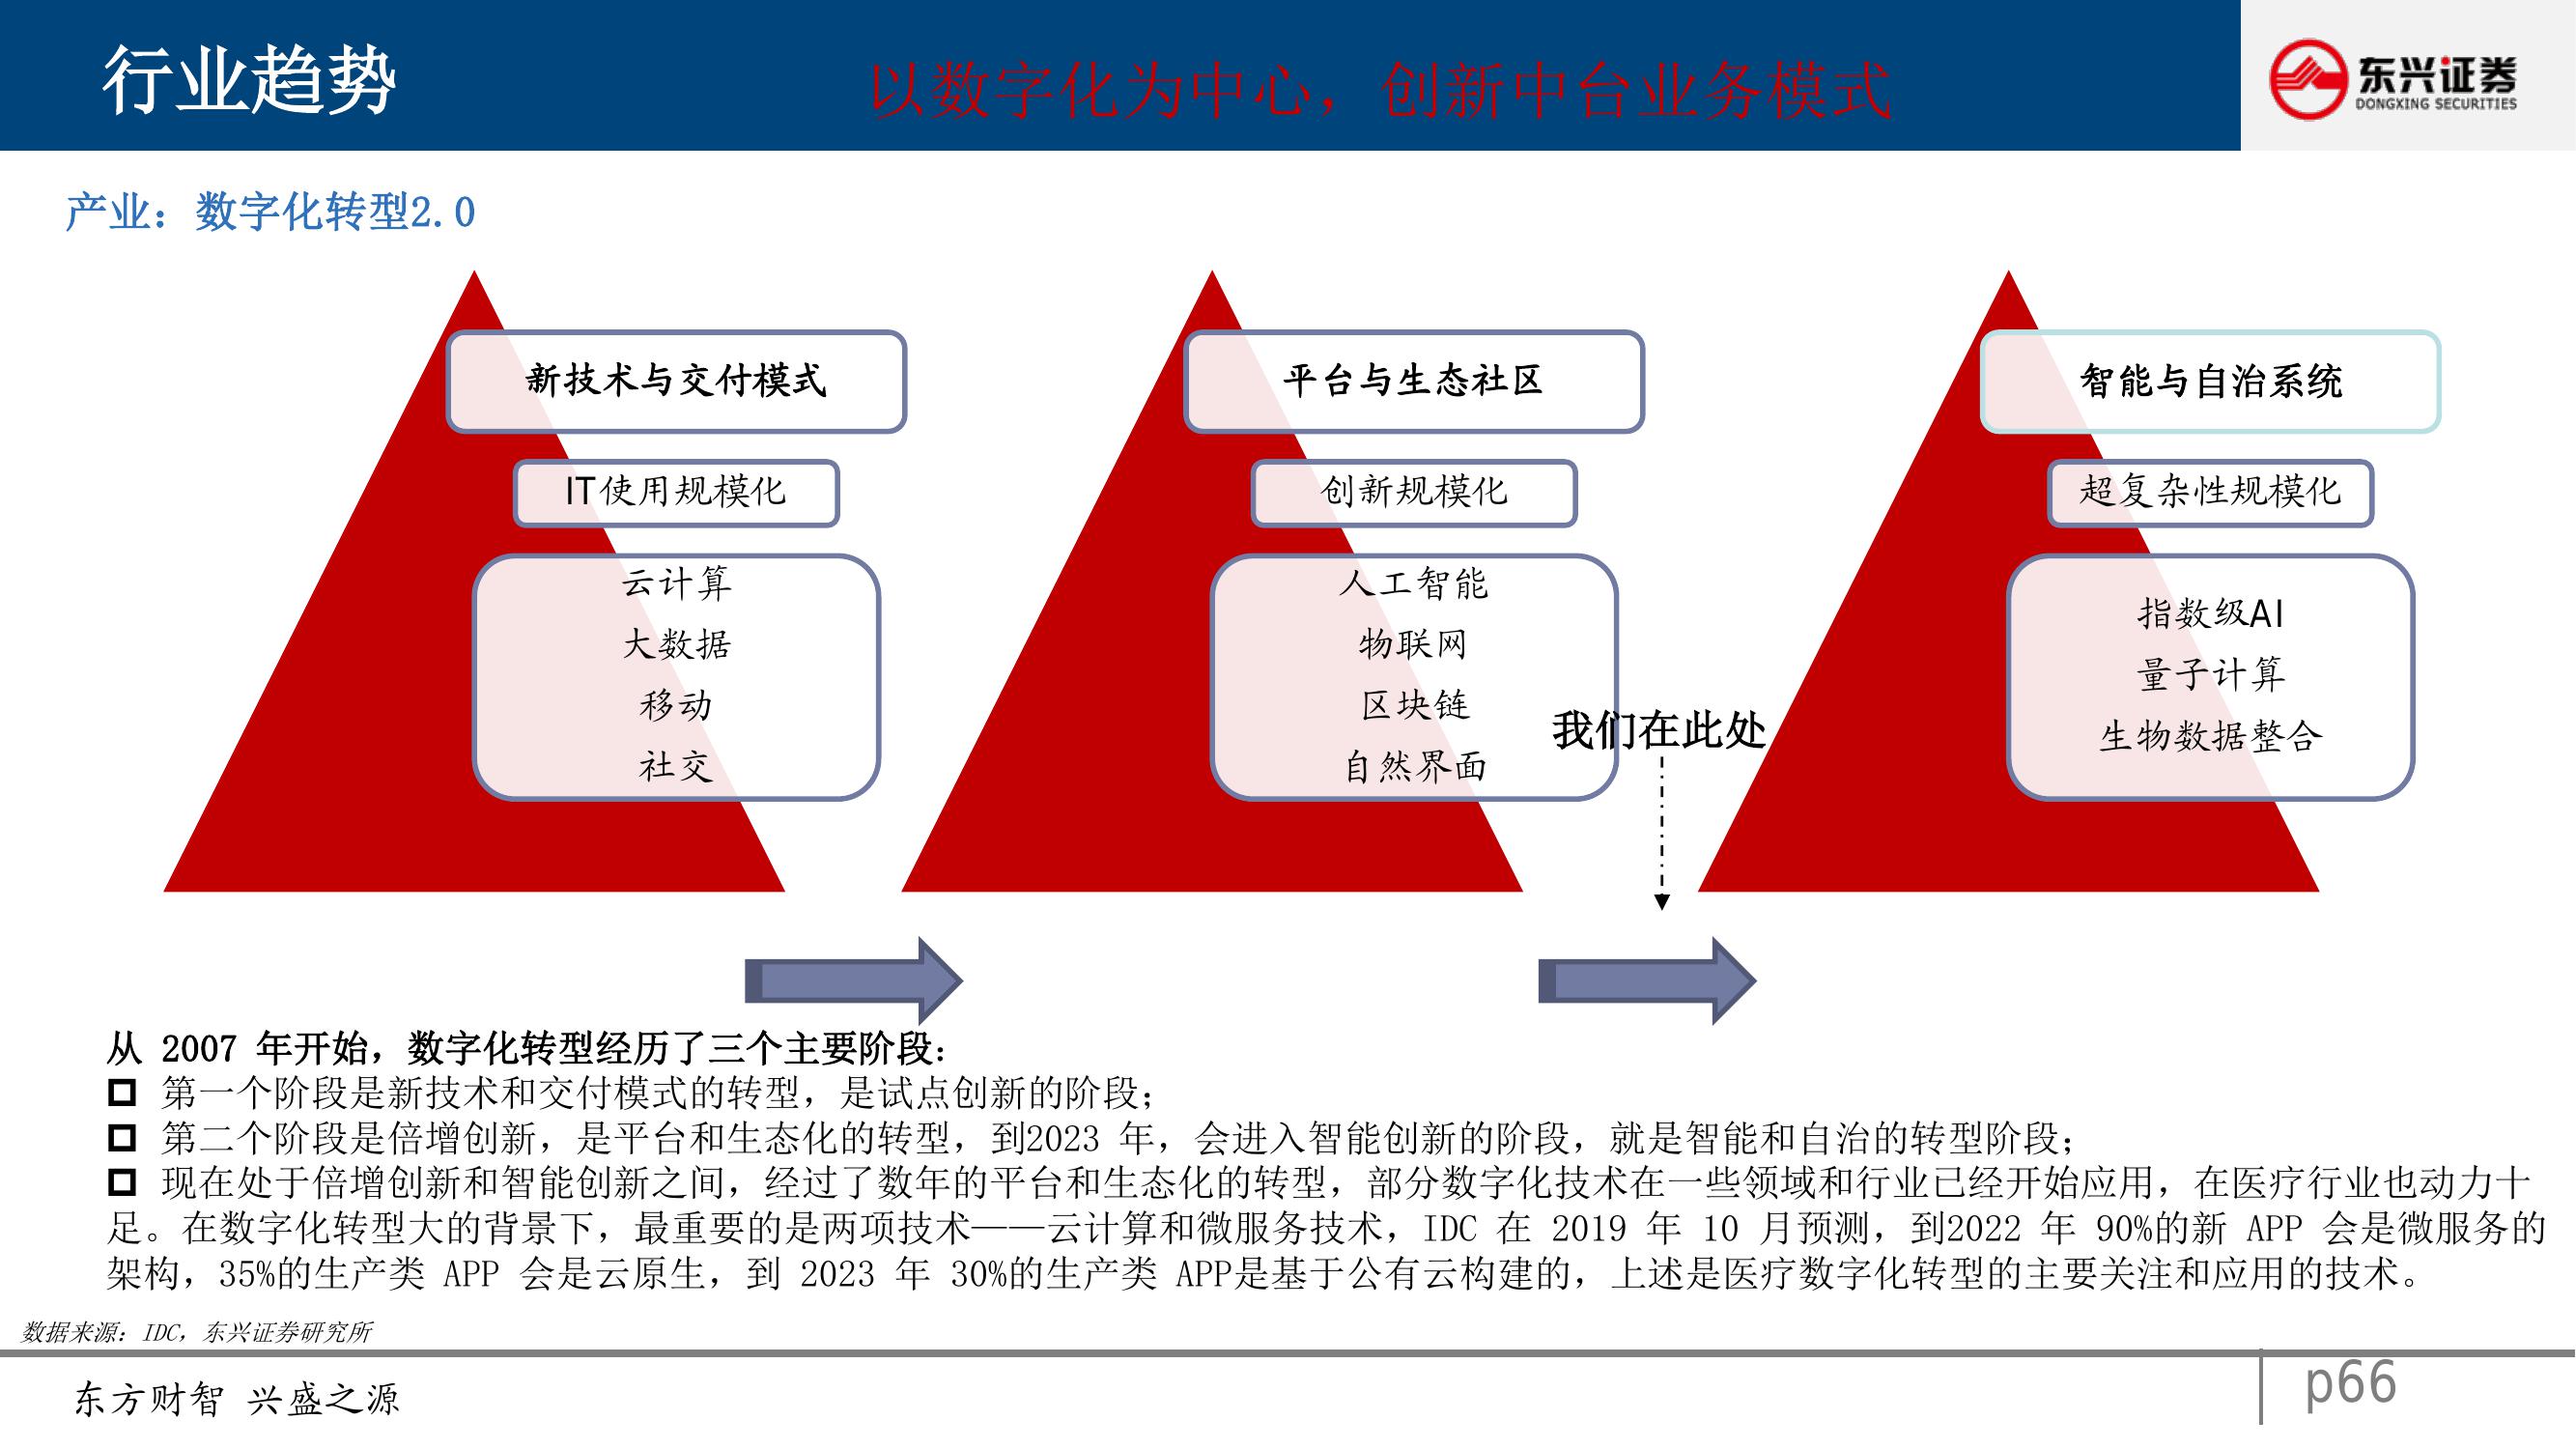 行业趋势
以数字化为中心，创新中台业务模式
东兴证券
DONGXING SECURITIES
产业：数字化转型2.0
新技术与交付模式
IT使用规模化
云计算
大数据
移动
社交
平台与生态社区
创新规模化
人工智能
物联网
区块链
自然界面
我们在此处
智能与自治系统
超复杂性规模化
指数级AI
量子计算
生物数据整合
从 2007 年开始，数字化转型经历了三个主要阶段：
第一个阶段是新技术和交付模式的转型，是试点创新的阶段；
第二个阶段是倍增创新，是平台和生态化的转型，到2023 年，会进入智能创新的阶段，就是智能和自治的转型阶段；
现在处于倍增创新和智能创新之间，经过了数年的平台和生态化的转型，部分数字化技术在一些领域和行业已经开始应用，在医疗行业也动力十
足。在数字化转型大的背景下，最重要的是两项技术——云计算和微服务技术，IDC 在 2019 年 10 月预测，到2022 年 90%的新 APP 会是微服务的
架构，35%的生产类 APP 会是云原生，到 2023 年 30%的生产类 APP是基于公有云构建的，上述是医疗数字化转型的主要关注和应用的技术。
数据来源：IDC，东兴证券研究所
东方财智 兴盛之源
p66